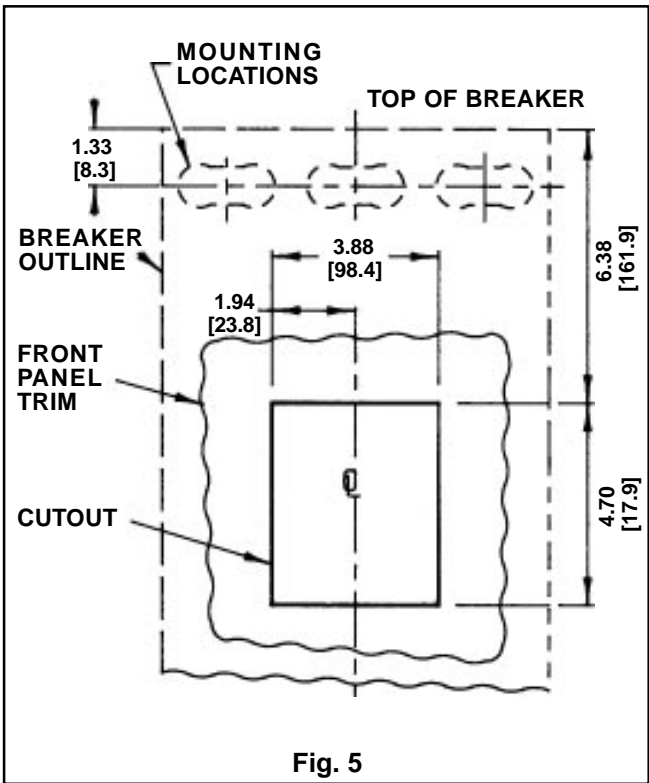 MOUNTING
LOCATIONS
TOP OF BREAKER
1.33
[8.3]
BREAKER
OUTLINE
3.88
[98.4]
6.38
[161.9]
1.94
[23.8]
FRONT
PANEL
TRIM
CUTOUT
4.70
[17.9]
Fig. 5